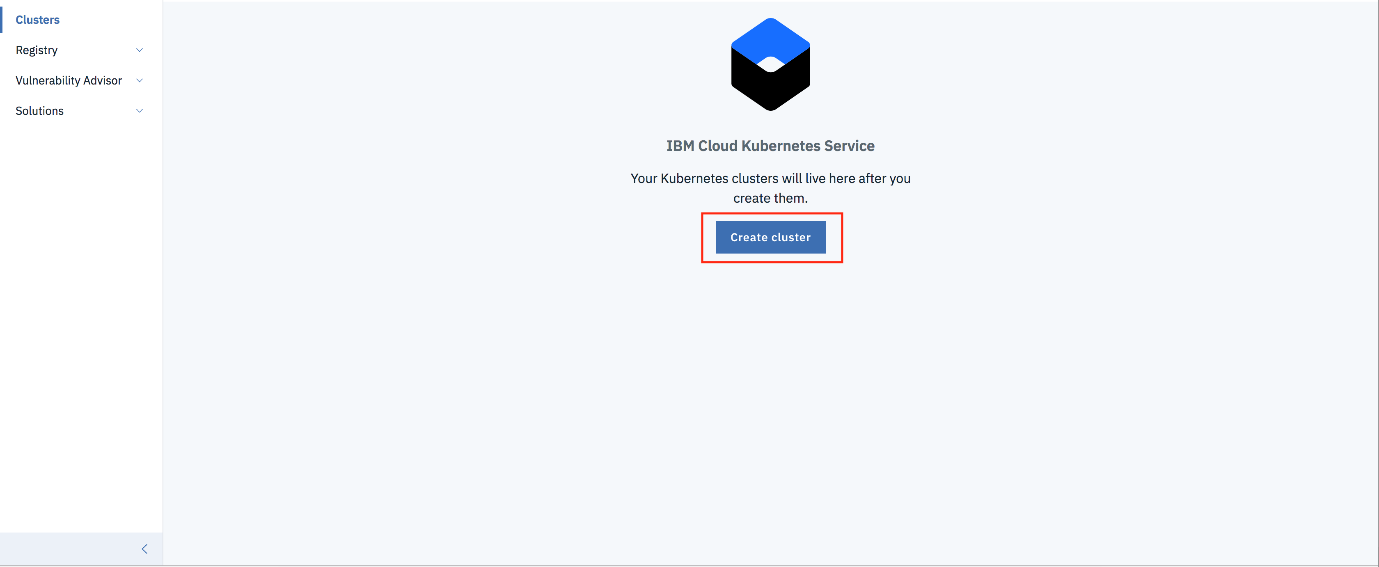 Clusters
Registry
Vulnerability Advisor
Solutions
IBM Cloud Kubernetes Service
Your Kubernetes clusters will live here after you
create them.
Create cluster